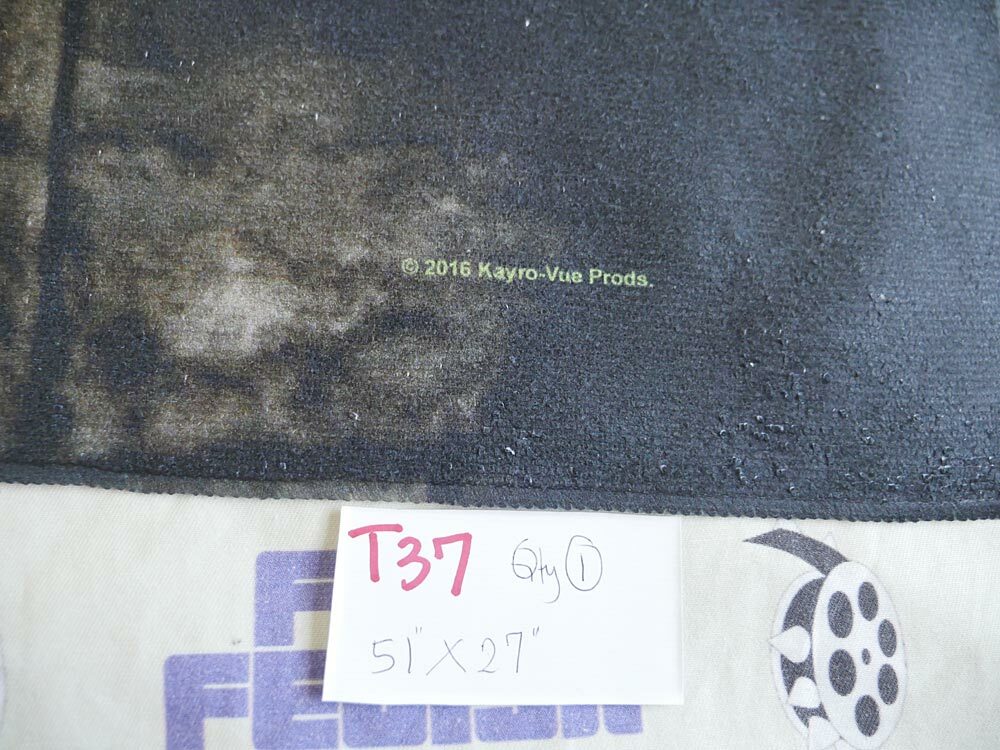 © 2016 Kayro-Vue Prods.
T37 Qty 1
51" X 27"